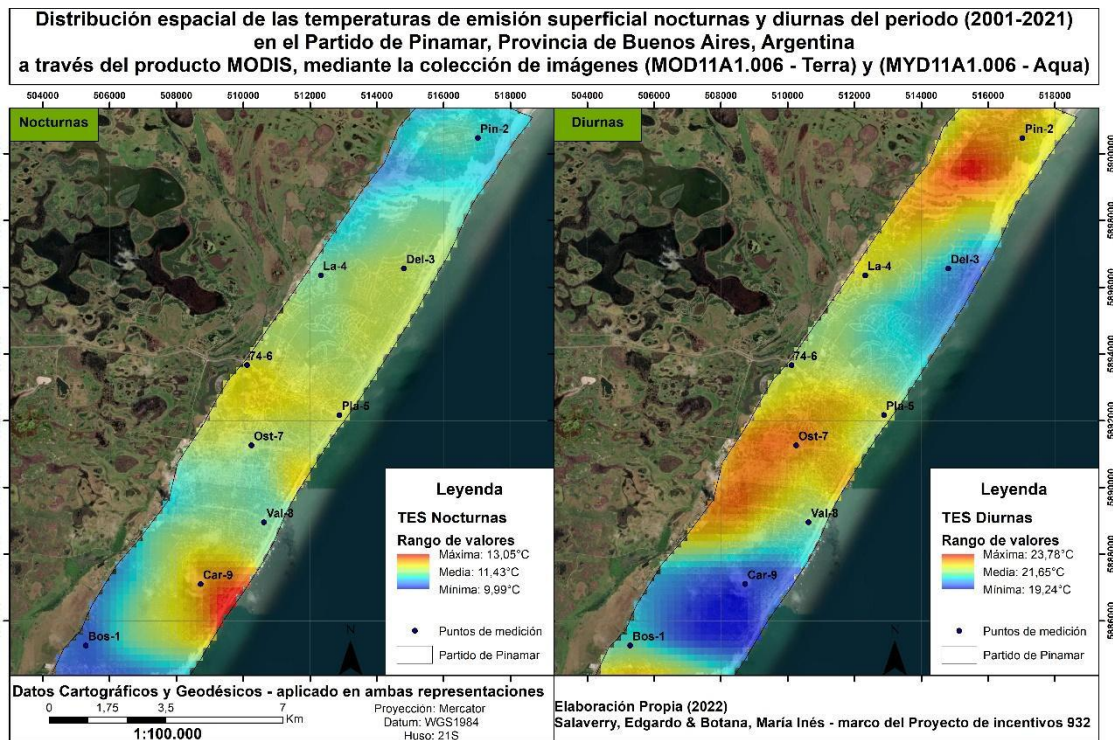 Distribución espacial de las temperaturas de emisión superficial nocturnas y diurnas del periodo (2001-2021)
en el Partido de Pinamar, Provincia de Buenos Aires, Argentina
a través del producto MODIS, mediante la colección de imágenes (MOD11A1.006 - Terra) y (MYD11A1.006 - Aqua)
504000 506000 508000 510000 512000 514000 516000 518000
504000 506000 508000 510000 512000 514000 516000 518000
Nocturnas
Pin-2
La-4
Del-3
74-6
Pla-5
Ost-7
Val-8
Car-9
Bos-1
Leyenda
TES Nocturnas
Rango de valores
Máxima: 13,05°C
Media: 11,43°C
Mínima: 9,99°C
Puntos de medición
Partido de Pinamar
N
Diurnas
Pin-2
La-4
Del-3
74-6
Pla-5
Ost-7
Val-8
Car-9
Bos-1
Leyenda
TES Diurnas
Rango de valores
Máxima: 23,78°C
Media: 21,65°C
Mínima: 19,24°C
Puntos de medición
Partido de Pinamar
N
5900000
5898000
5896000
5894000
5892000
5890000
5888000
5886000
Datos Cartográficos y Geodésicos - aplicado en ambas representaciones
0 1,75 3,5 7
Km
1:100.000
Proyección: Mercator
Datum: WGS1984
Huso: 21S
Elaboración Propia (2022)
Salaverry, Edgardo & Botana, María Inés - marco del Proyecto de incentivos 932